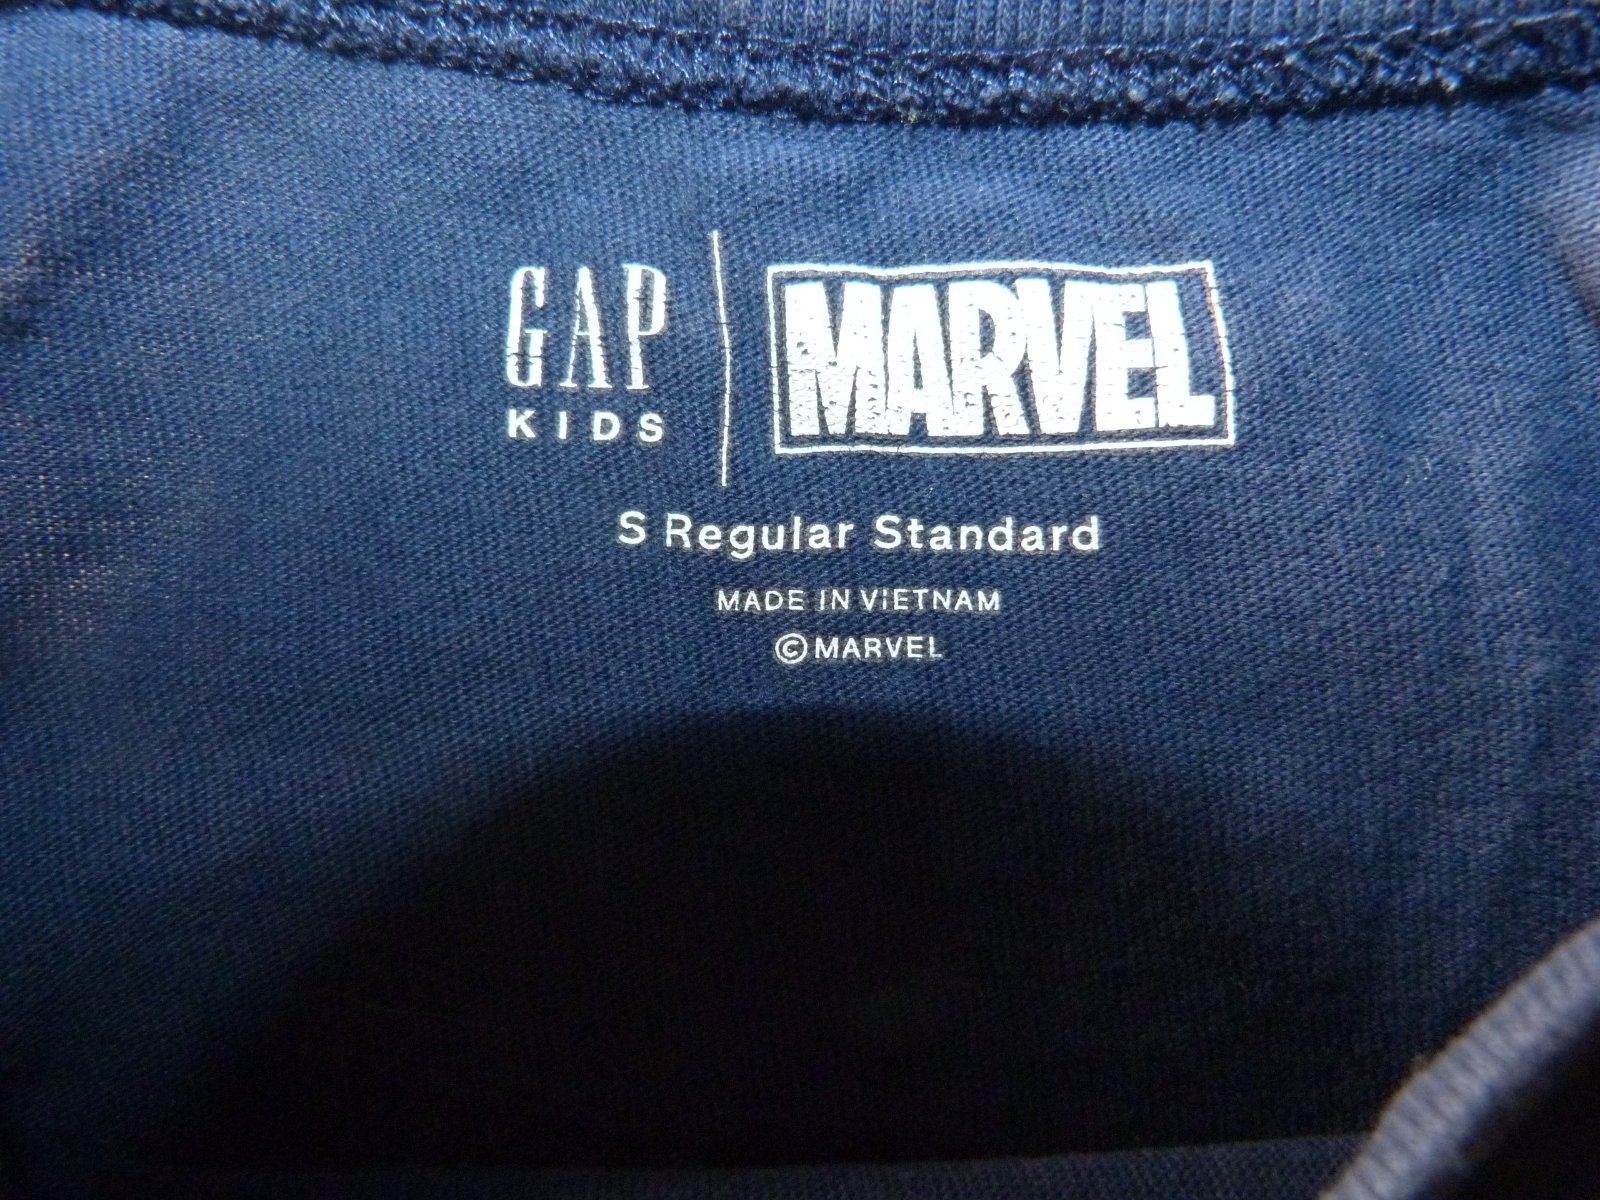 GAP
KIDS
MARVEL
S Regular Standard
MADE IN VIETNAM
©MARVEL